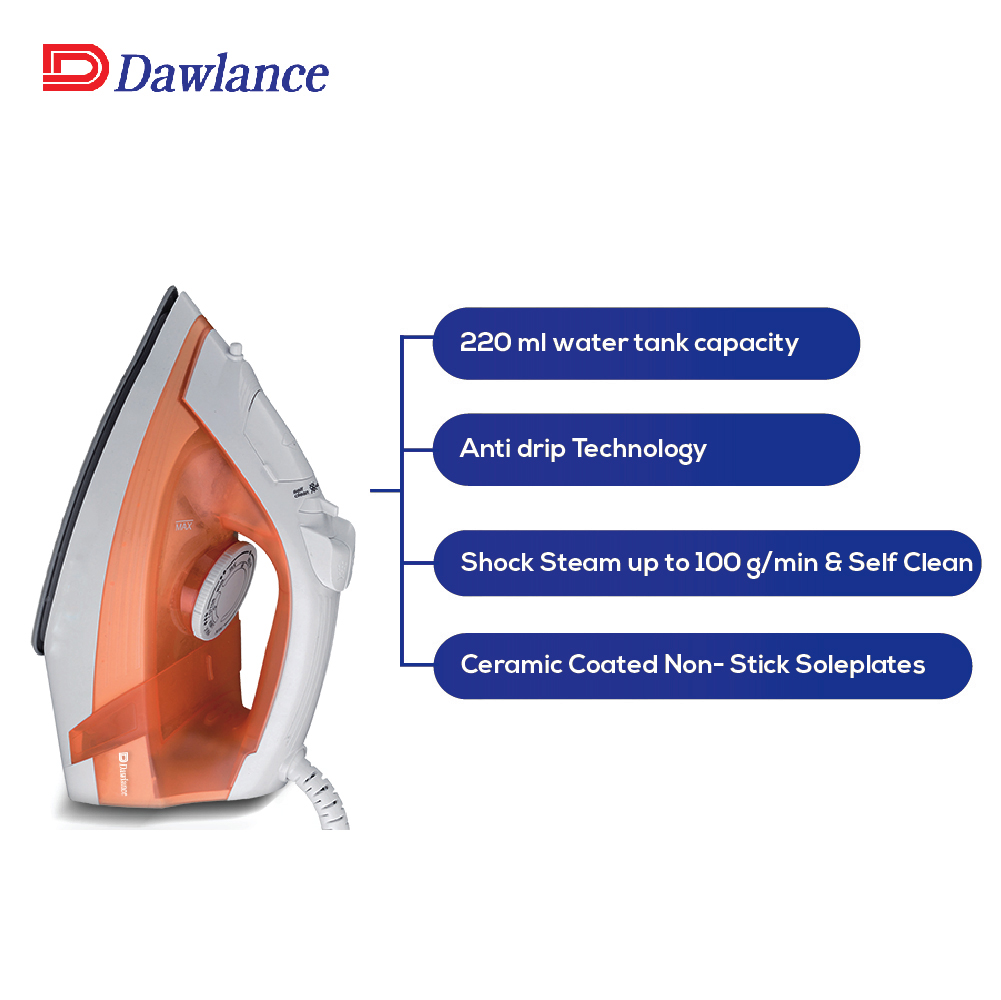 Dawlance
220 ml water tank capacity
Anti drip Technology
MAX
Shock Steam up to 100 g/min & Self Clean
Ceramic Coated Non- Stick Soleplates
Dawlance